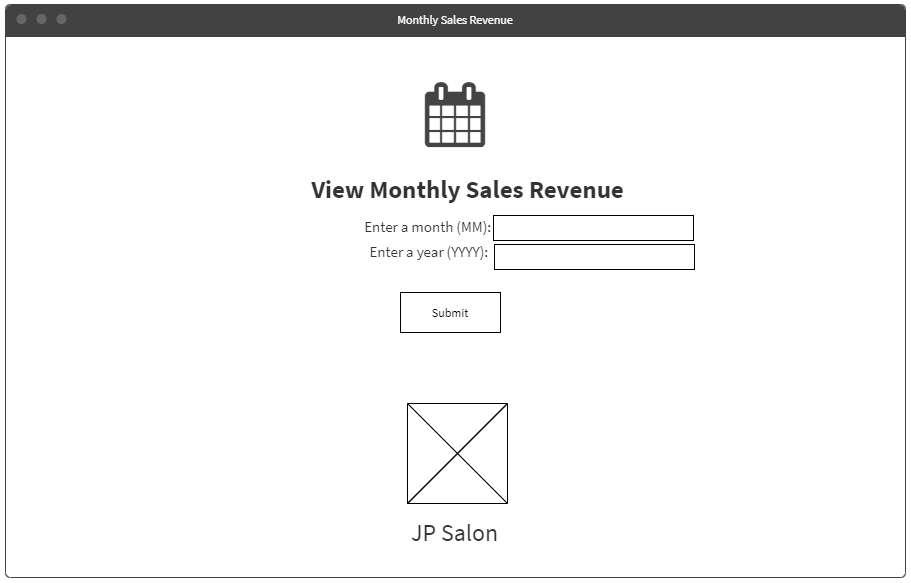 Monthly Sales Revenue
View Monthly Sales Revenue
Enter a month (MM):
Enter a year (YYYY):
Submit
JP Salon